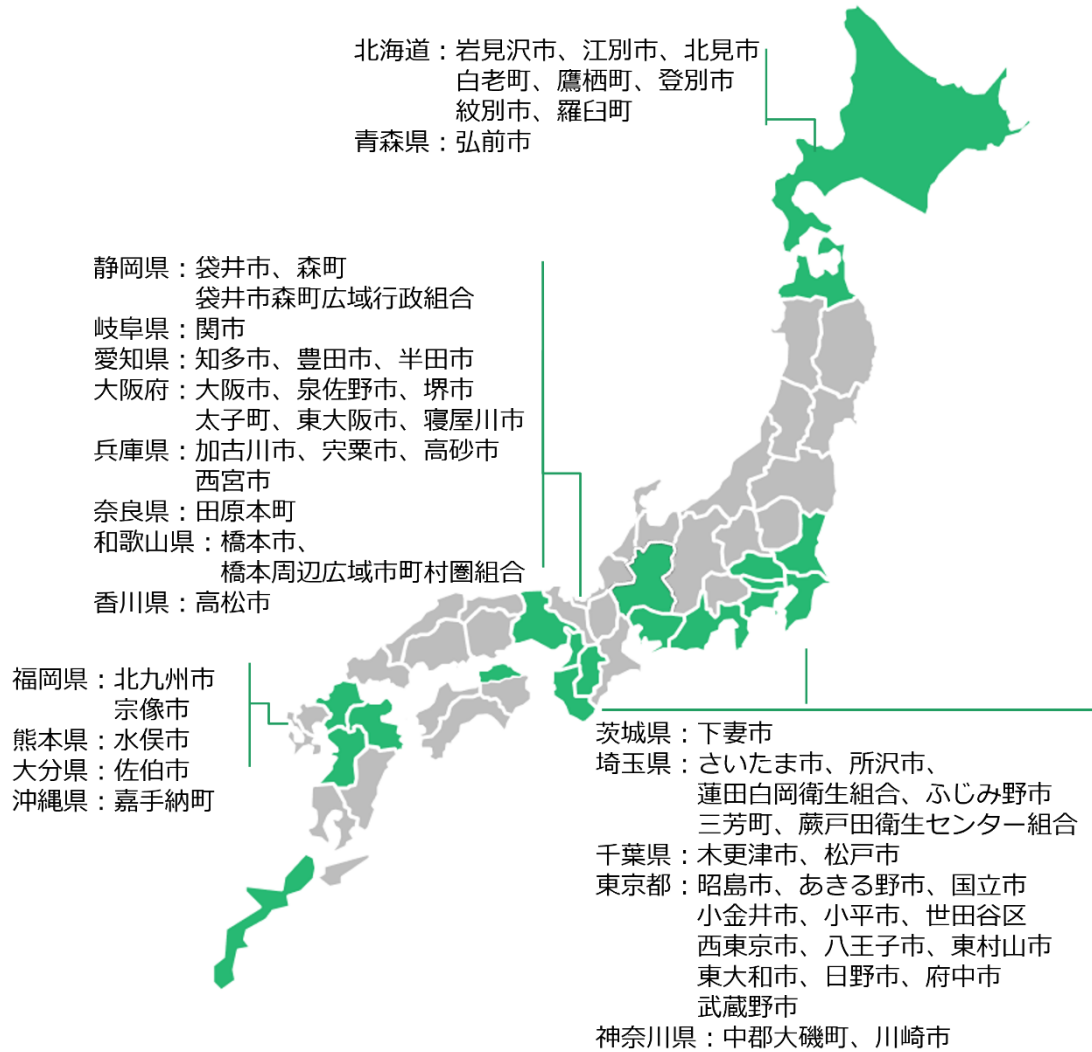 北海道：岩見沢市、江別市、北見市
白老町、鷹栖町、登別市
紋別市、羅臼町
青森県：弘前市
静岡県：袋井市、森町
袋井市森町広域行政組合
岐阜県：関市
愛知県：知多市、豊田市、半田市
大阪府：大阪市、泉佐野市、堺市
太子町、東大阪市、寝屋川市
兵庫県：加古川市、宍粟市、高砂市
西宮市
奈良県：田原本町
和歌山県：橋本市、
橋本周辺広域市町村圏組合
香川県：高松市
福岡県：北九州市
宗像市
熊本県：水俣市
大分県：佐伯市
沖縄県：嘉手納町
茨城県：下妻市
埼玉県：さいたま市、所沢市、
蓮田白岡衛生組合、ふじみ野市
三芳町、蕨戸田衛生センター組合
千葉県：木更津市、松戸市
東京都：昭島市、あきる野市、国立市
小金井市、小平市、世田谷区
西東京市、八王子市、東村山市
東大和市、日野市、府中市
武蔵野市
神奈川県：中郡大磯町、川崎市